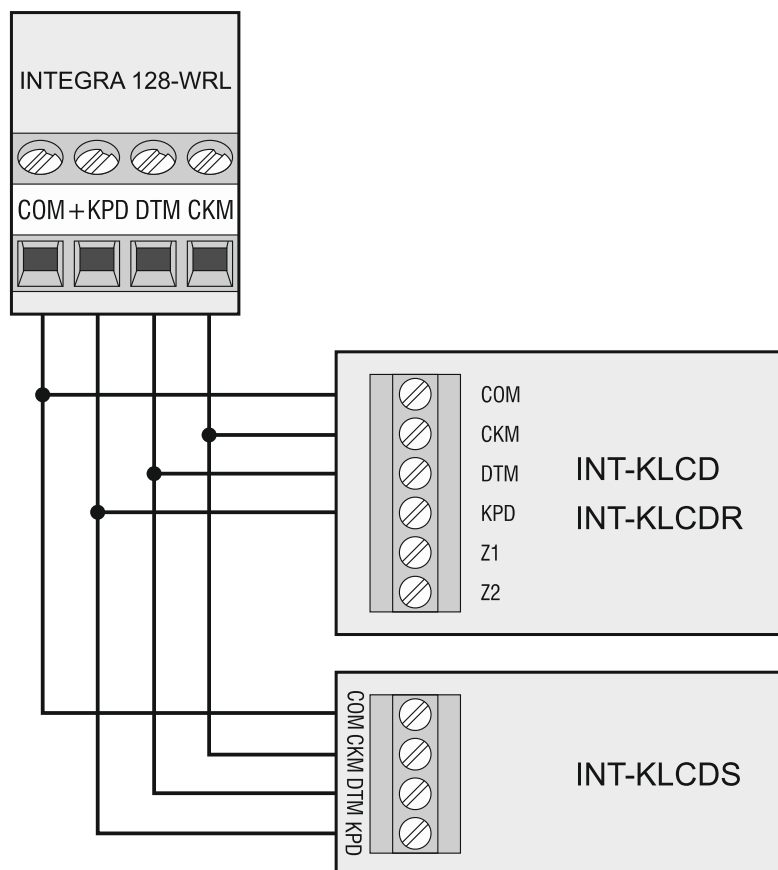 INTEGRA 128-WRL
COM +KPD DTM CKM
COM
CKM
DTM
KPD
Z1
Z2
INT-KLCD
INT-KLCDR
COM CKM DTM KPD
INT-KLCDS